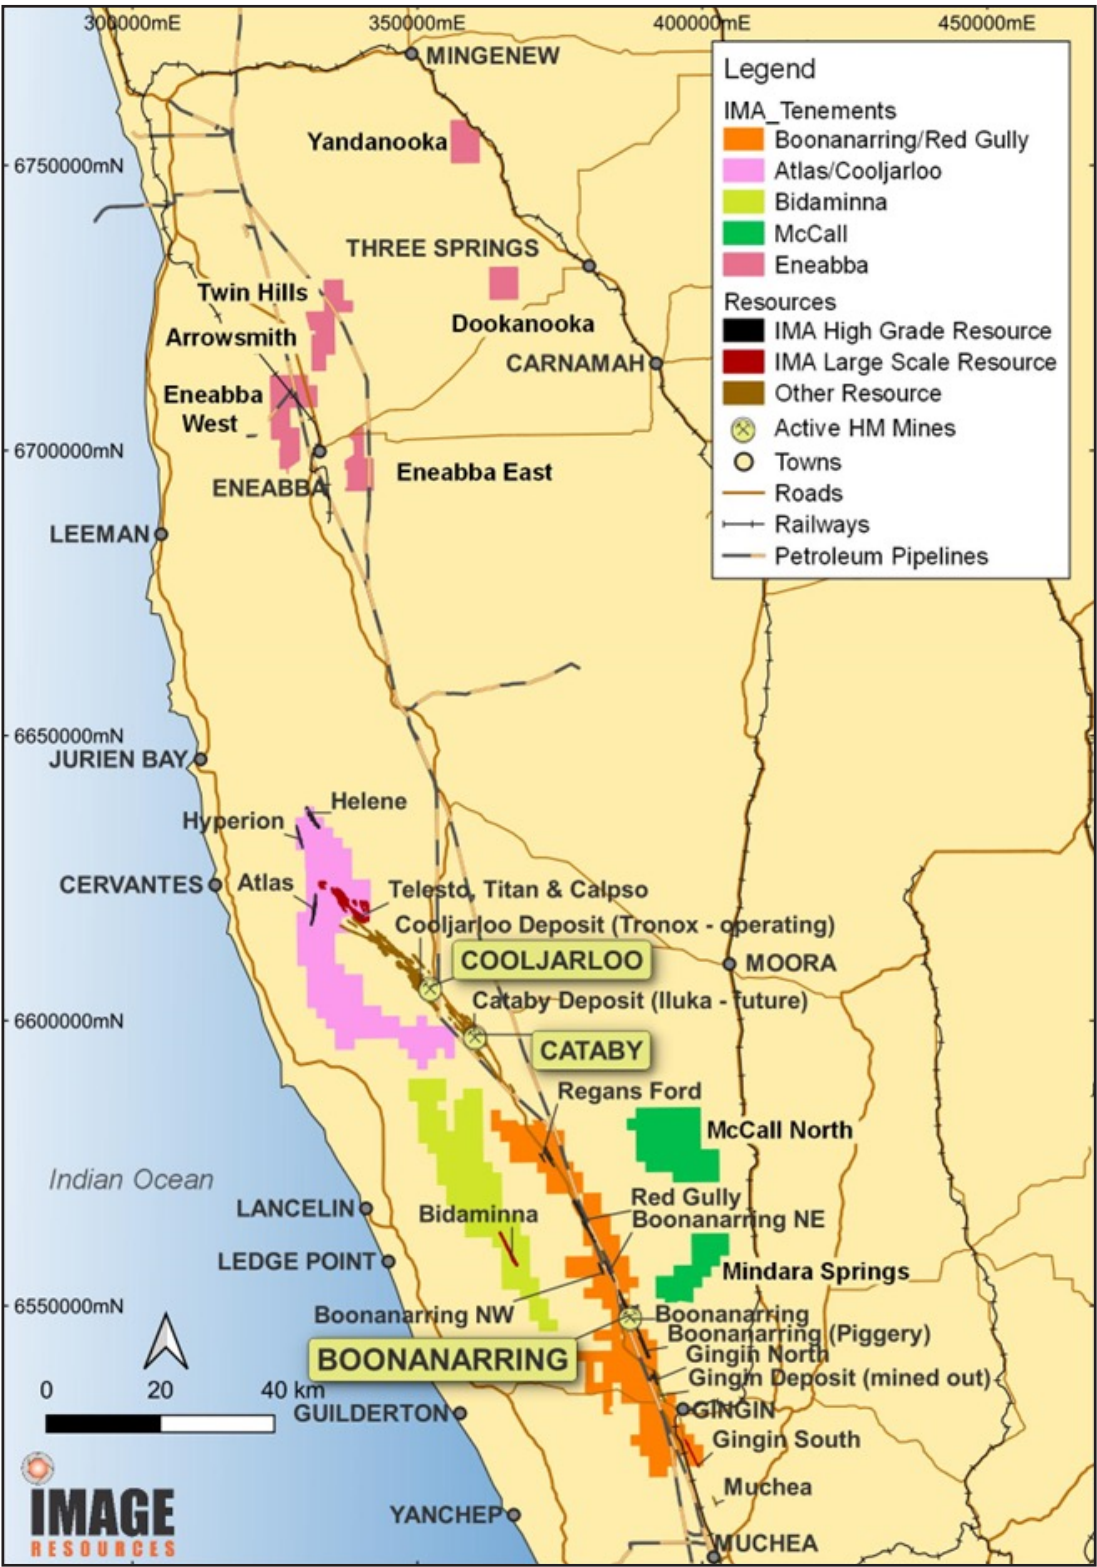 300000mE
350000mE
400000mE
450000mE
MINGENEW
Legend
IMA_Tenements
Boonanarring/Red Gully
Atlas/Cooljarloo
Bidaminna
McCall
Eneabba
Resources
IMA High Grade Resource
IMA Large Scale Resource
Other Resource
Active HM Mines
Towns
Roads
Railways
Petroleum Pipelines
Yandanooka
6750000mN
THREE SPRINGS
Twin Hills
Dookanooka
Arrowsmith
CARNAMAH
Eneabba
West
6700000mN
Eneabba East
ENEABBA
LEEMAN
6650000mN
JURIEN BAY
Helene
Hyperion
CERVANTES
Atlas
Telesto, Titan & Calpso
Cooljarloo Deposit (Tronox - operating)
COOLJARLOO
MOORA
Cataby Deposit (Iluka - future)
6600000mN
CATABY
Regans Ford
McCall North
Indian Ocean
LANCELIN
Bidaminna
Red Gully
Boonanarring NE
LEDGE POINT
Mindara Springs
6550000mN
Boonanarring NW
Boonanarring
Boonanarring (Piggery)
BOONANARRING
Gingin North
Gingin Deposit (mined out)
0 20 40 km
GUILDERTON
GINGIN
Gingin South
Muchea
YANCHEP
MUCHEA
IMAGE
RESOURCES